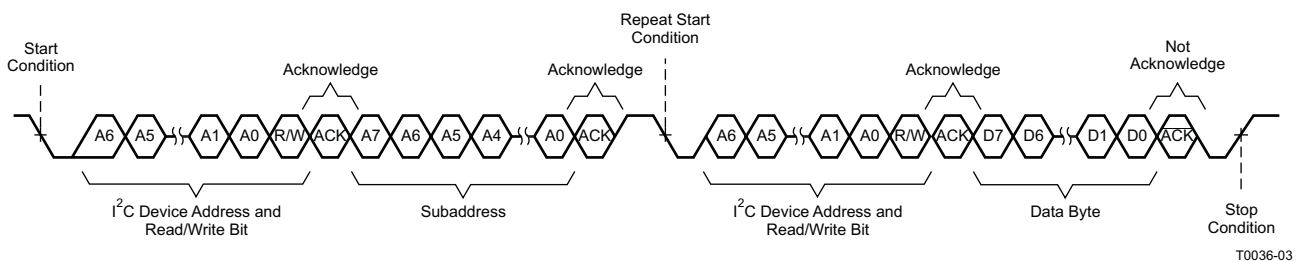 Repeat Start
Condition
Start
Condition
Not
Acknowledge
Acknowledge
Acknowledge
Acknowledge
A6 A5 A1 A0 R/W ACK A7 A6 A5 A4 A0 ACK A6 A5 A1 A0 R/W ACK D7 D6 D1 D0 ACK
I²C Device Address and
Read/Write Bit
Subaddress
I²C Device Address and
Read/Write Bit
Data Byte
Stop
Condition
T0036-03